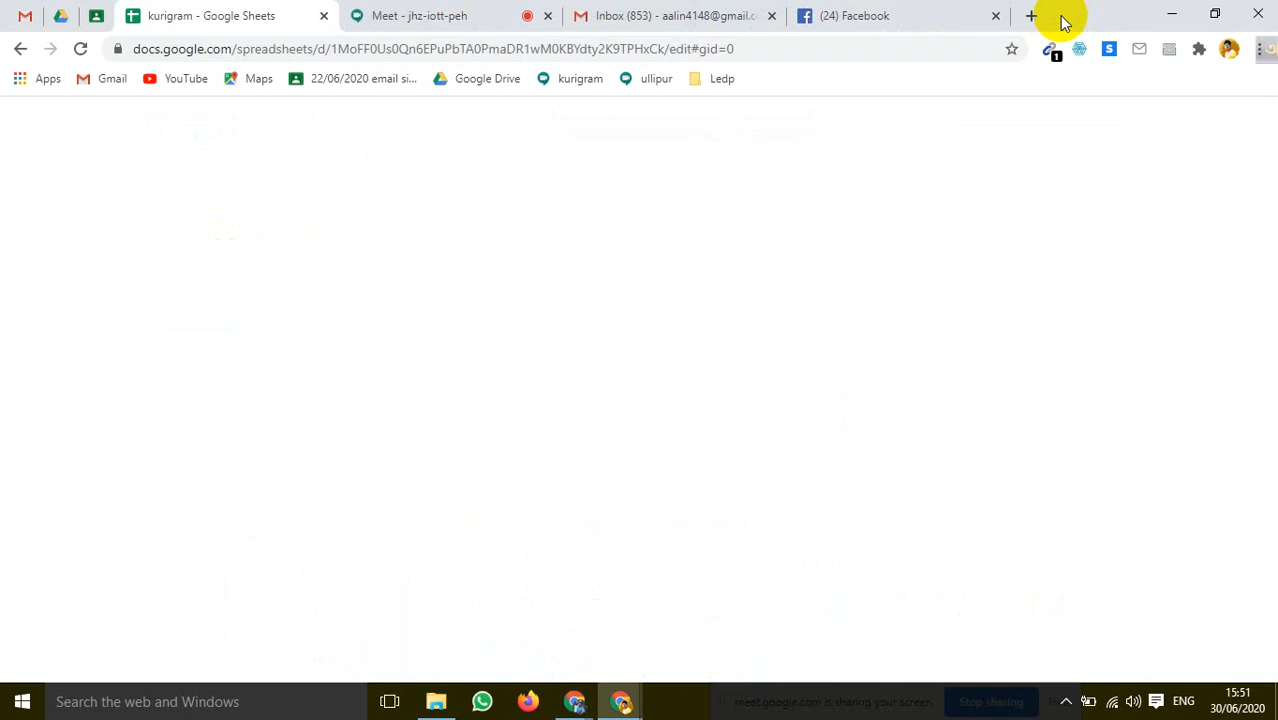 kurigram - Google Sheets
Meet - jhz-iott-peh
Inbox (853) - aalin4148@gmail.c
(24) Facebook
docs.google.com/spreadsheets/d/1MoFF0Us0Qn6EPuPbTA0PmaDR1wM0KBYdty2K9TPHxCk/edit#gid=0
1
Apps
Gmail
YouTube
Maps
22/06/2020 email si...
Google Drive
kurigram
ullipur
Ledp
Search the web and Windows
meet.google.com is sharing your screen.
Stop sharing
ENG
15:51
30/06/2020